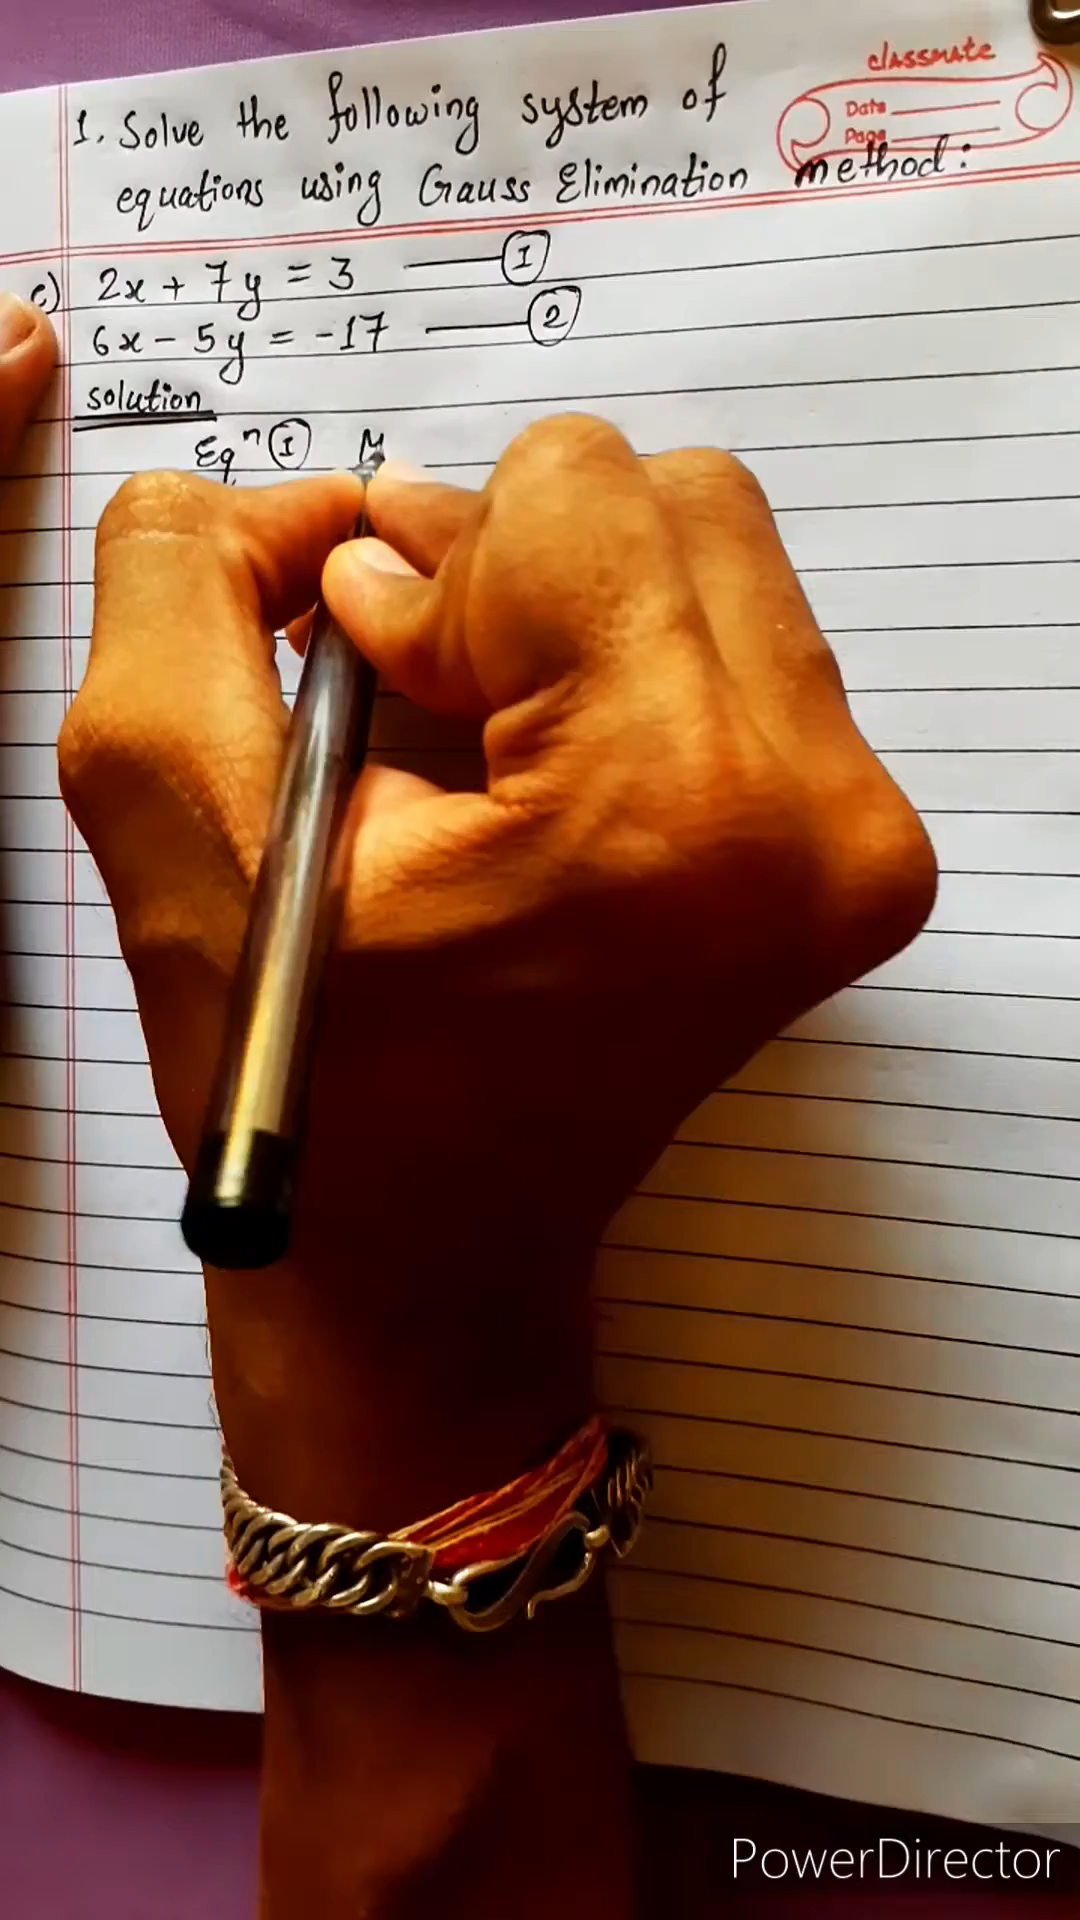 classmate
Date
Page
1. Solve the following system of
equations using Gauss Elimination method:
c) 2x + 7y = 3 —— ①
6x - 5y = -17 —— ②
solution
Eqⁿ ① M
PowerDirector